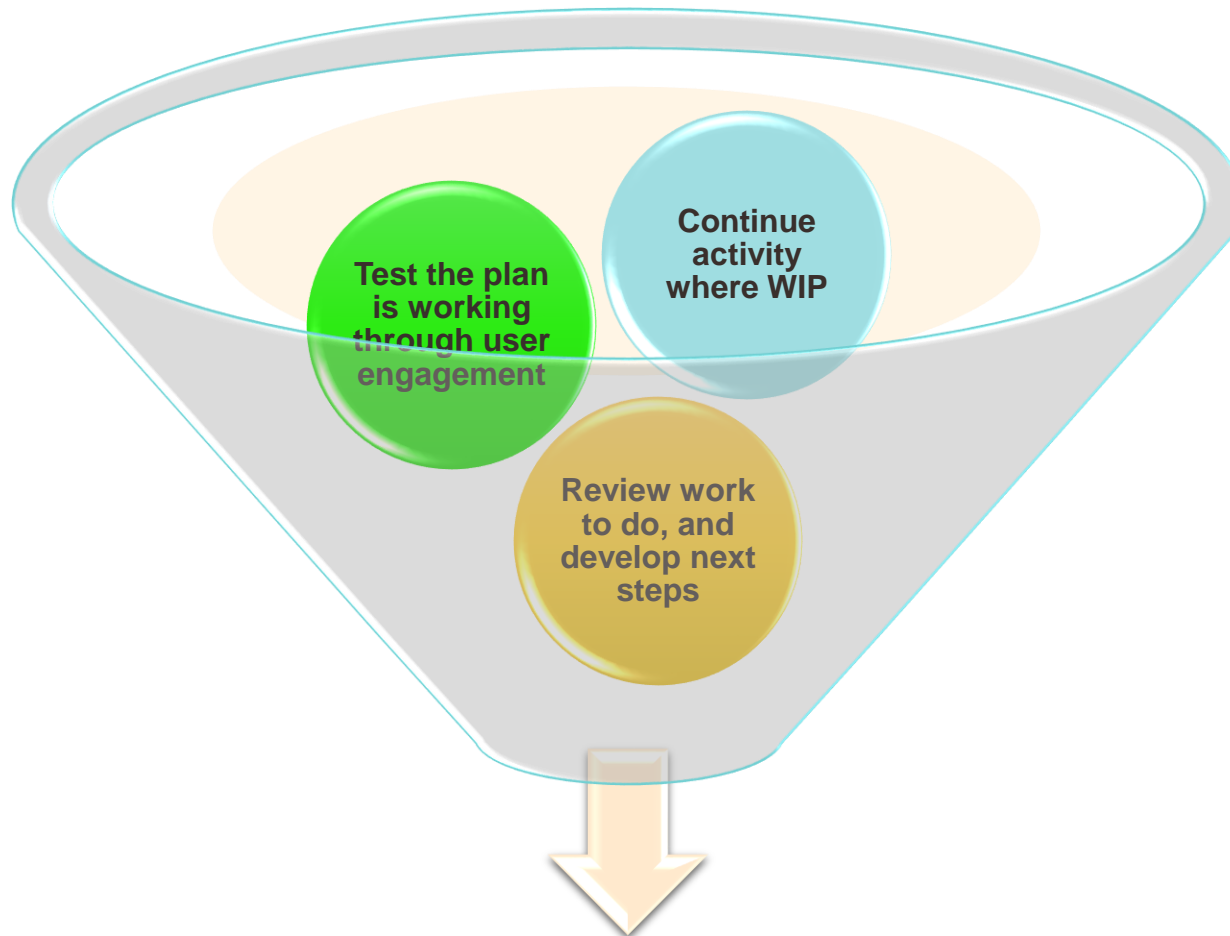 Test the plan
is working
through user
engagement
Continue
activity
where WIP
Review work
to do, and
develop next
steps